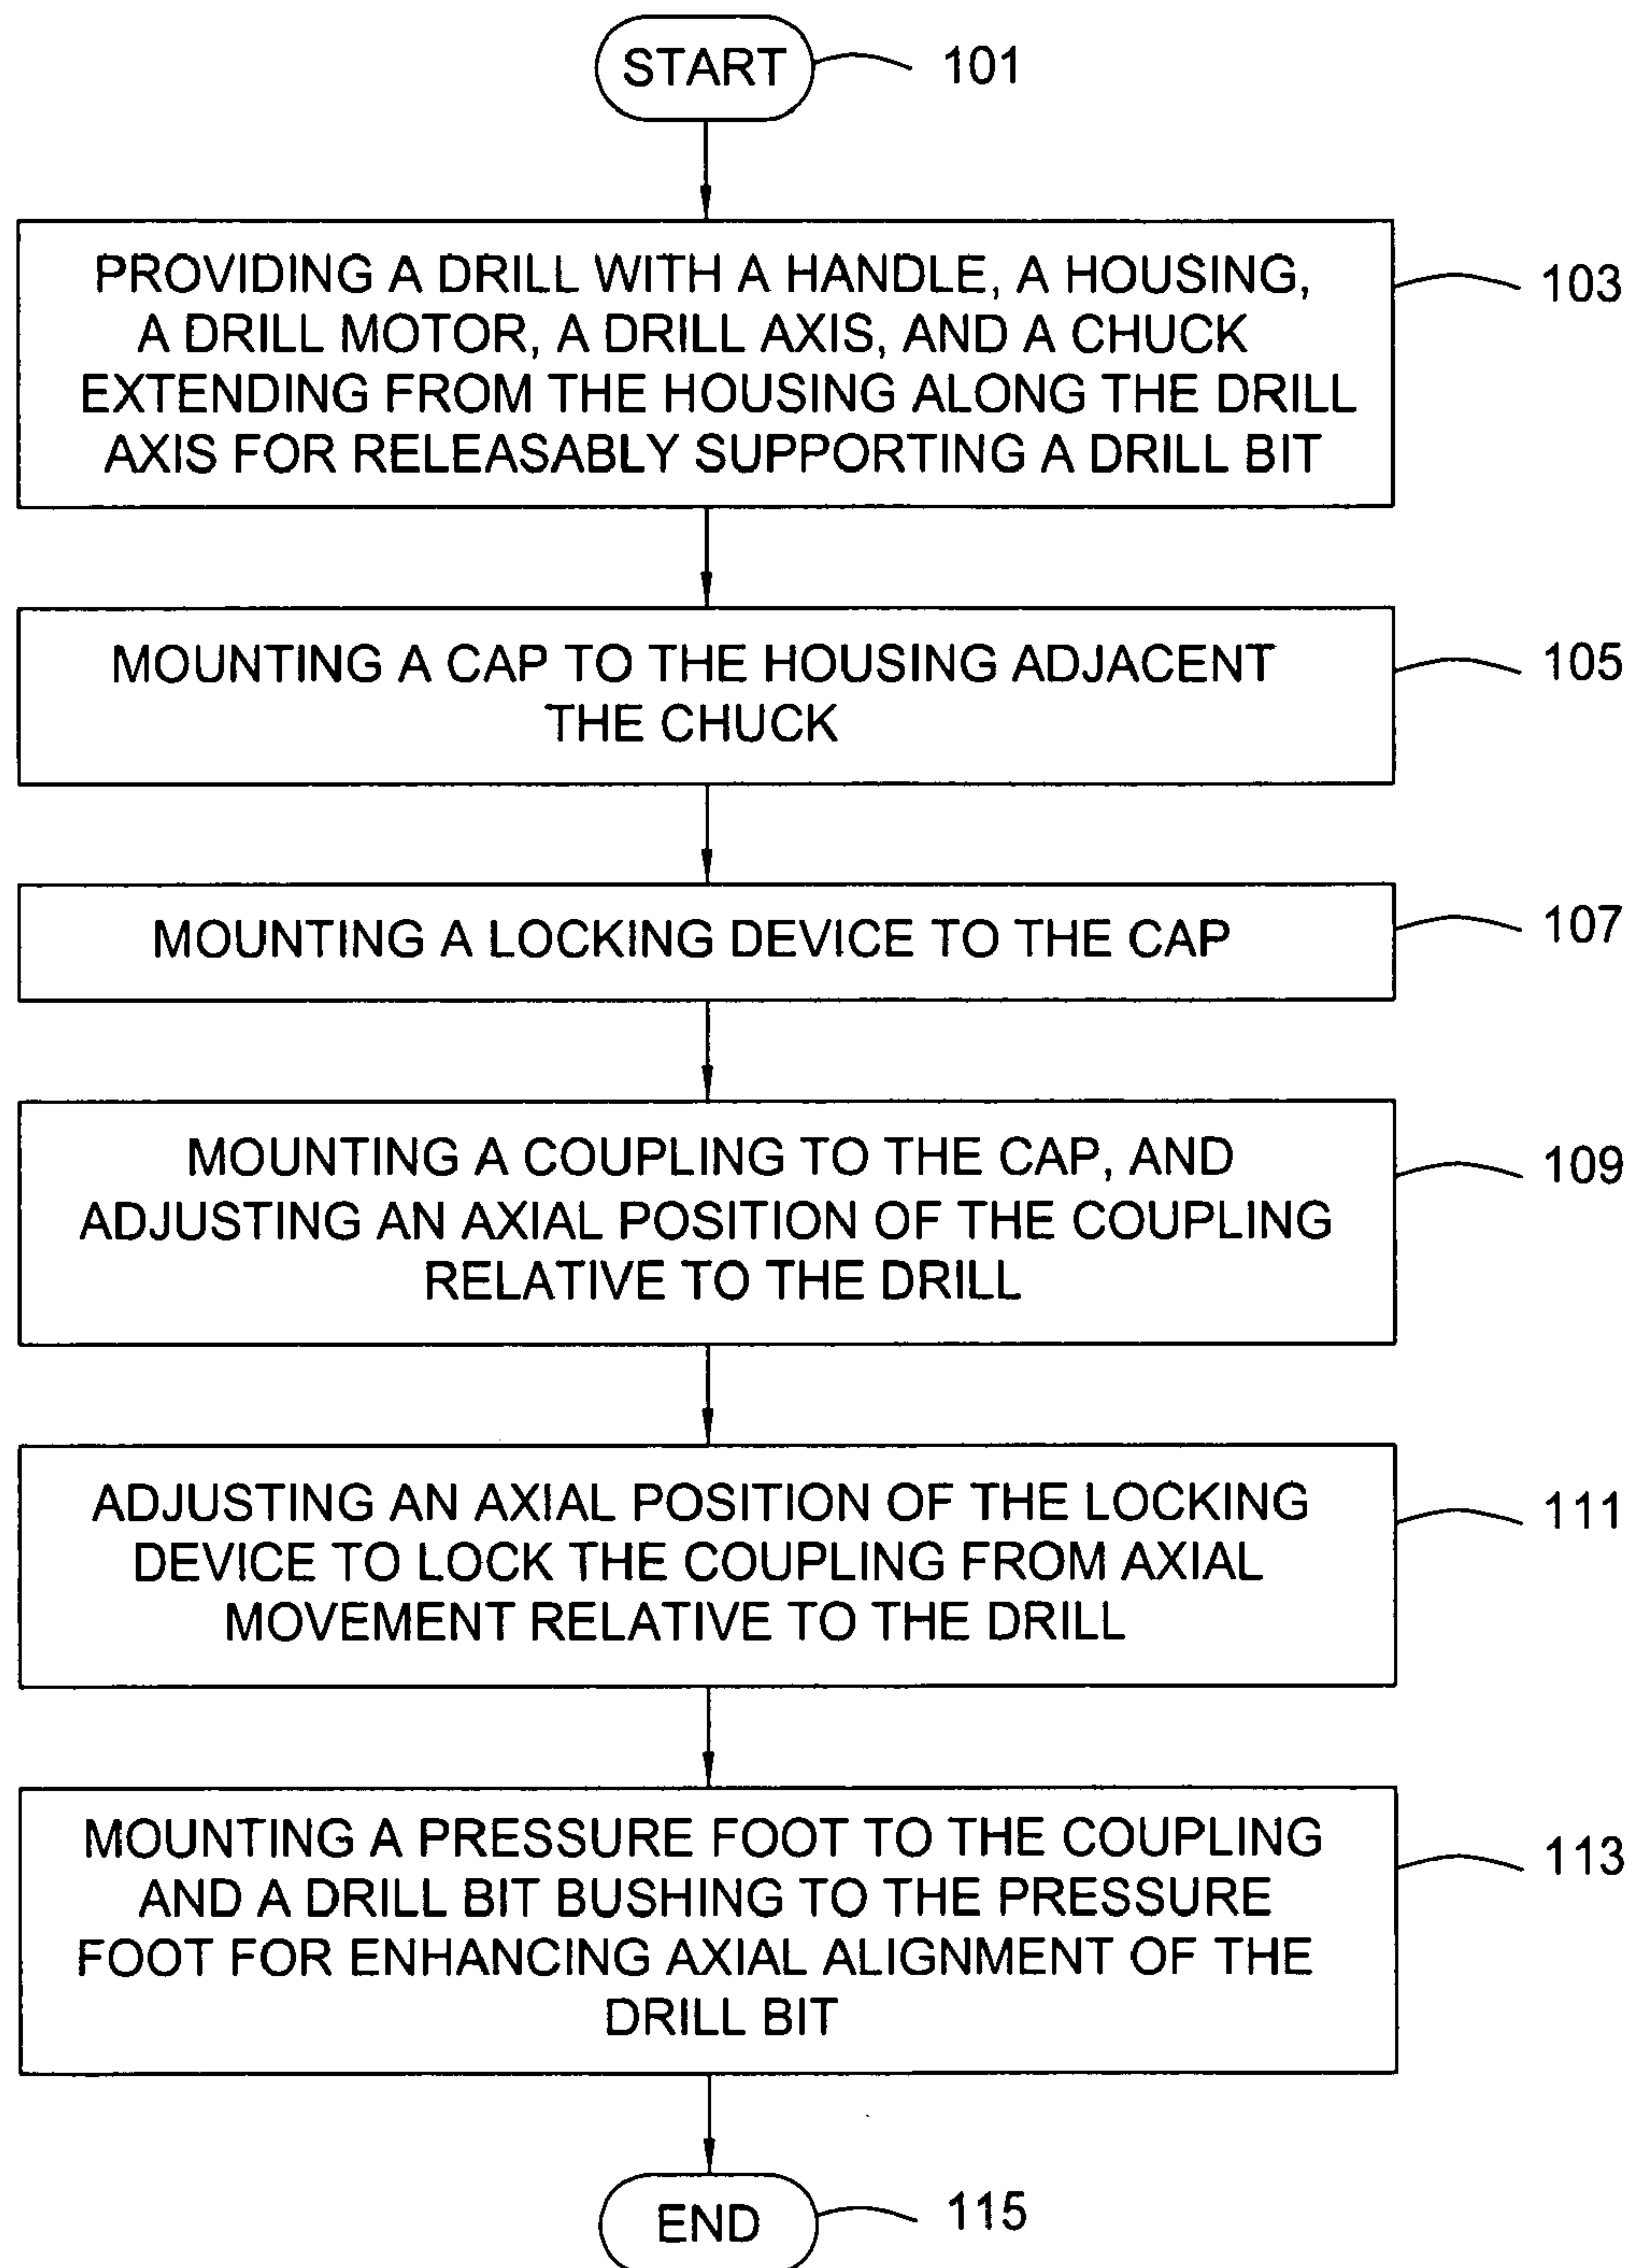 START
101
PROVIDING A DRILL WITH A HANDLE, A HOUSING,
A DRILL MOTOR, A DRILL AXIS, AND A CHUCK
EXTENDING FROM THE HOUSING ALONG THE DRILL
AXIS FOR RELEASABLY SUPPORTING A DRILL BIT
103
MOUNTING A CAP TO THE HOUSING ADJACENT
THE CHUCK
105
MOUNTING A LOCKING DEVICE TO THE CAP
107
MOUNTING A COUPLING TO THE CAP, AND
ADJUSTING AN AXIAL POSITION OF THE COUPLING
RELATIVE TO THE DRILL
109
ADJUSTING AN AXIAL POSITION OF THE LOCKING
DEVICE TO LOCK THE COUPLING FROM AXIAL
MOVEMENT RELATIVE TO THE DRILL
111
MOUNTING A PRESSURE FOOT TO THE COUPLING
AND A DRILL BIT BUSHING TO THE PRESSURE
FOOT FOR ENHANCING AXIAL ALIGNMENT OF THE
DRILL BIT
113
END
115